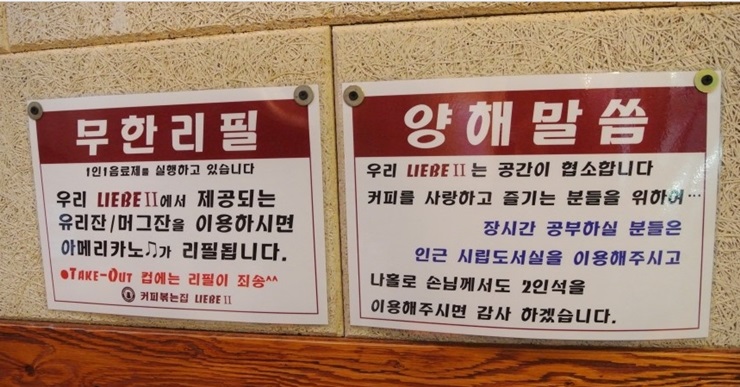 무한리필
1인1음료제를 실행하고 있습니다
우리 LIEBE II에서 제공되는
유리잔/머그잔을 이용하시면
아메리카노♫가 리필됩니다.
●TAKE-OUT 컵에는 리필이 죄송^^
커피볶는집 LIEBE II
양해말씀
우리 LIEBE II는 공간이 협소합니다
커피를 사랑하고 즐기는 분들을 위하여…
장시간 공부하실 분들은
인근 시립도서실을 이용해주시고
나홀로 손님께서도 2인석을
이용해주시면 감사 하겠습니다.